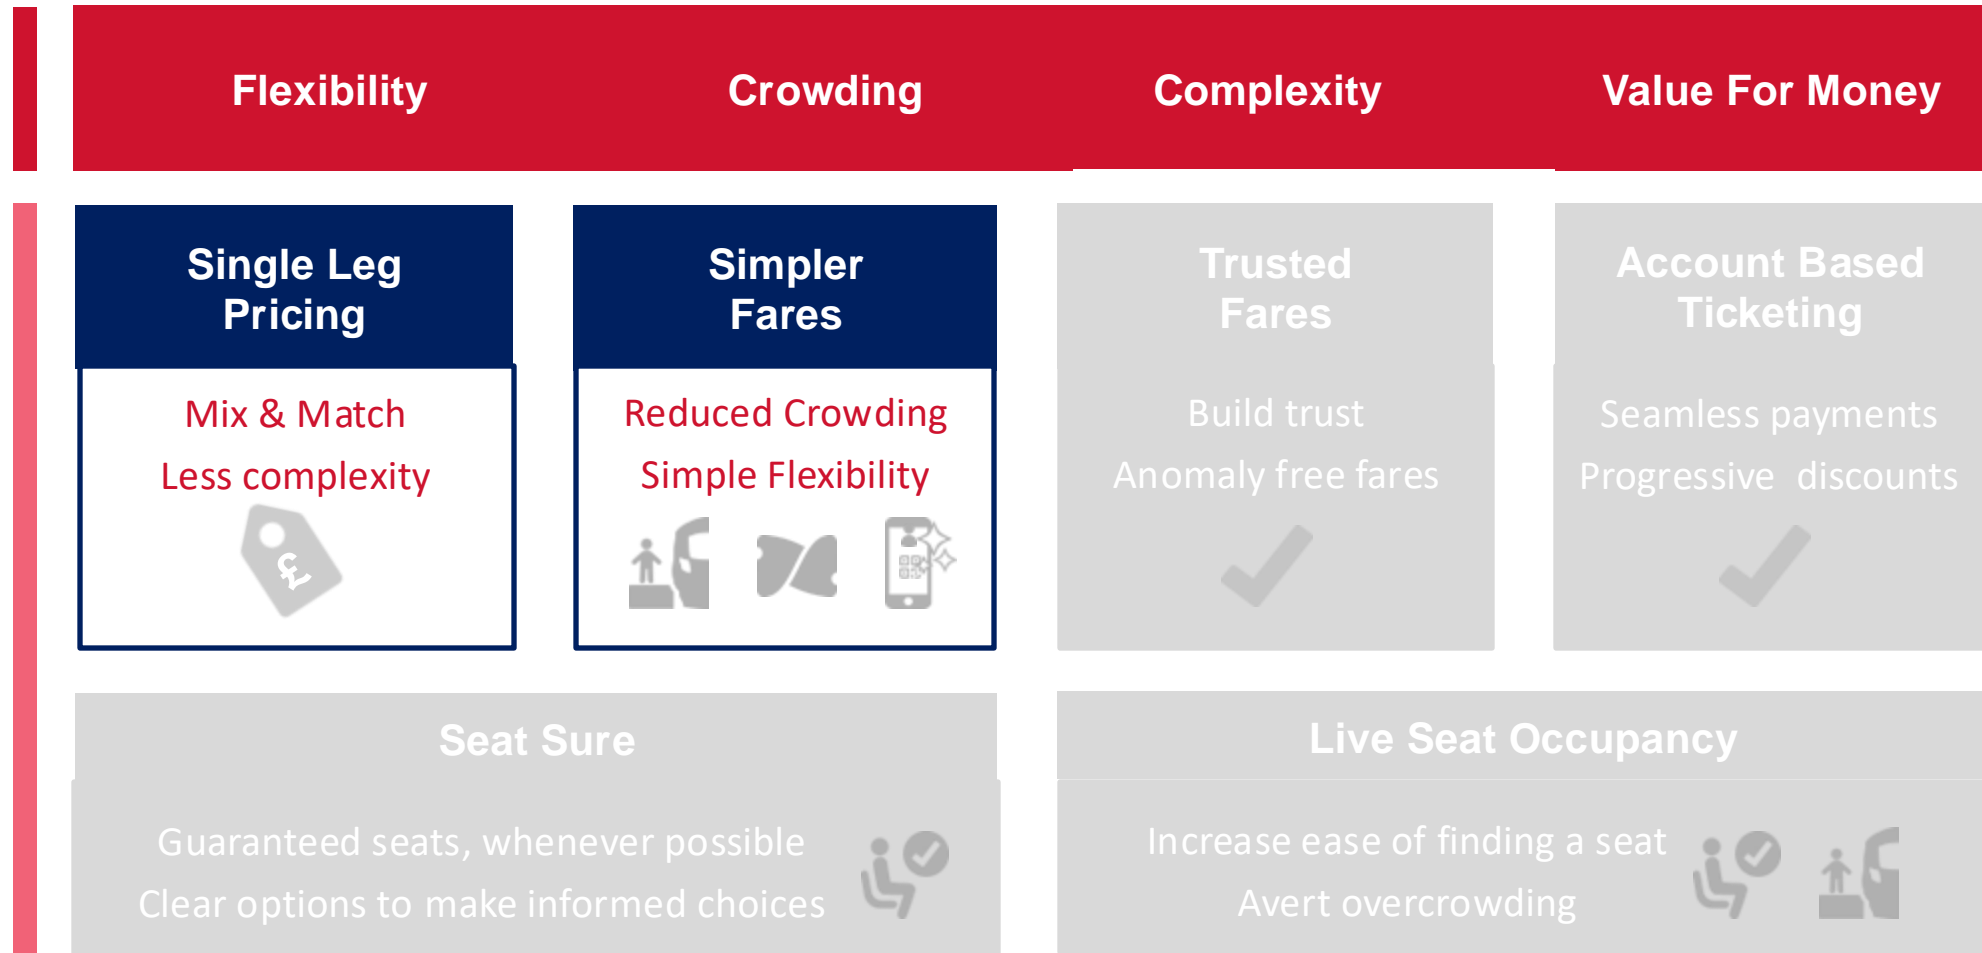 Flexibility
Crowding
Complexity
Value For Money
Single Leg
Pricing
Mix & Match
Less complexity
£
Simpler
Fares
Reduced Crowding
Simple Flexibility
Trusted
Fares
Build trust
Anomaly free fares
Account Based
Ticketing
Seamless payments
Progressive discounts
Seat Sure
Guaranteed seats, whenever possible
Clear options to make informed choices
Live Seat Occupancy
Increase ease of finding a seat
Avert overcrowding